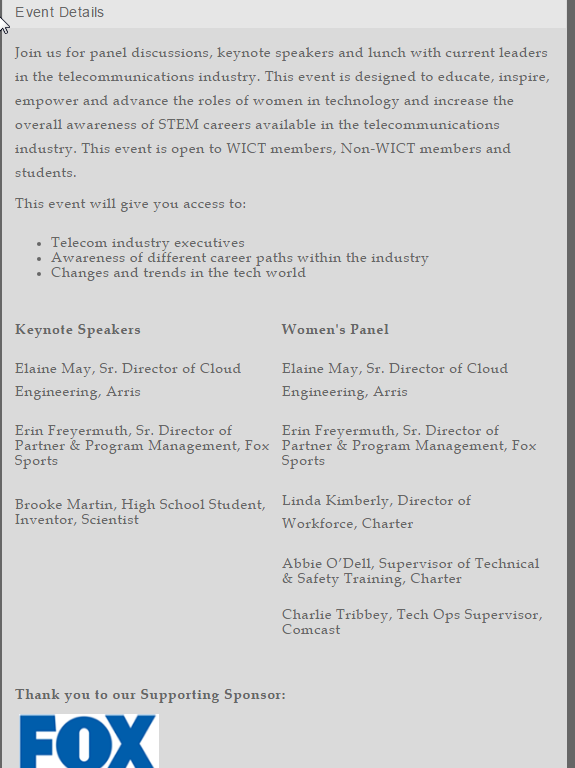 Event Details
Join us for panel discussions, keynote speakers and lunch with current leaders
in the telecommunications industry. This event is designed to educate, inspire,
empower and advance the roles of women in technology and increase the
overall awareness of STEM careers available in the telecommunications
industry. This event is open to WICT members, Non-WICT members and
students.
This event will give you access to:
• Telecom industry executives
• Awareness of different career paths within the industry
• Changes and trends in the tech world
Keynote Speakers
Elaine May, Sr. Director of Cloud
Engineering, Arris
Erin Freyermuth, Sr. Director of
Partner & Program Management, Fox
Sports
Brooke Martin, High School Student,
Inventor, Scientist
Women's Panel
Elaine May, Sr. Director of Cloud
Engineering, Arris
Erin Freyermuth, Sr. Director of
Partner & Program Management, Fox
Sports
Linda Kimberly, Director of
Workforce, Charter
Abbie O’Dell, Supervisor of Technical
& Safety Training, Charter
Charlie Tribbey, Tech Ops Supervisor,
Comcast
Thank you to our Supporting Sponsor:
FOX